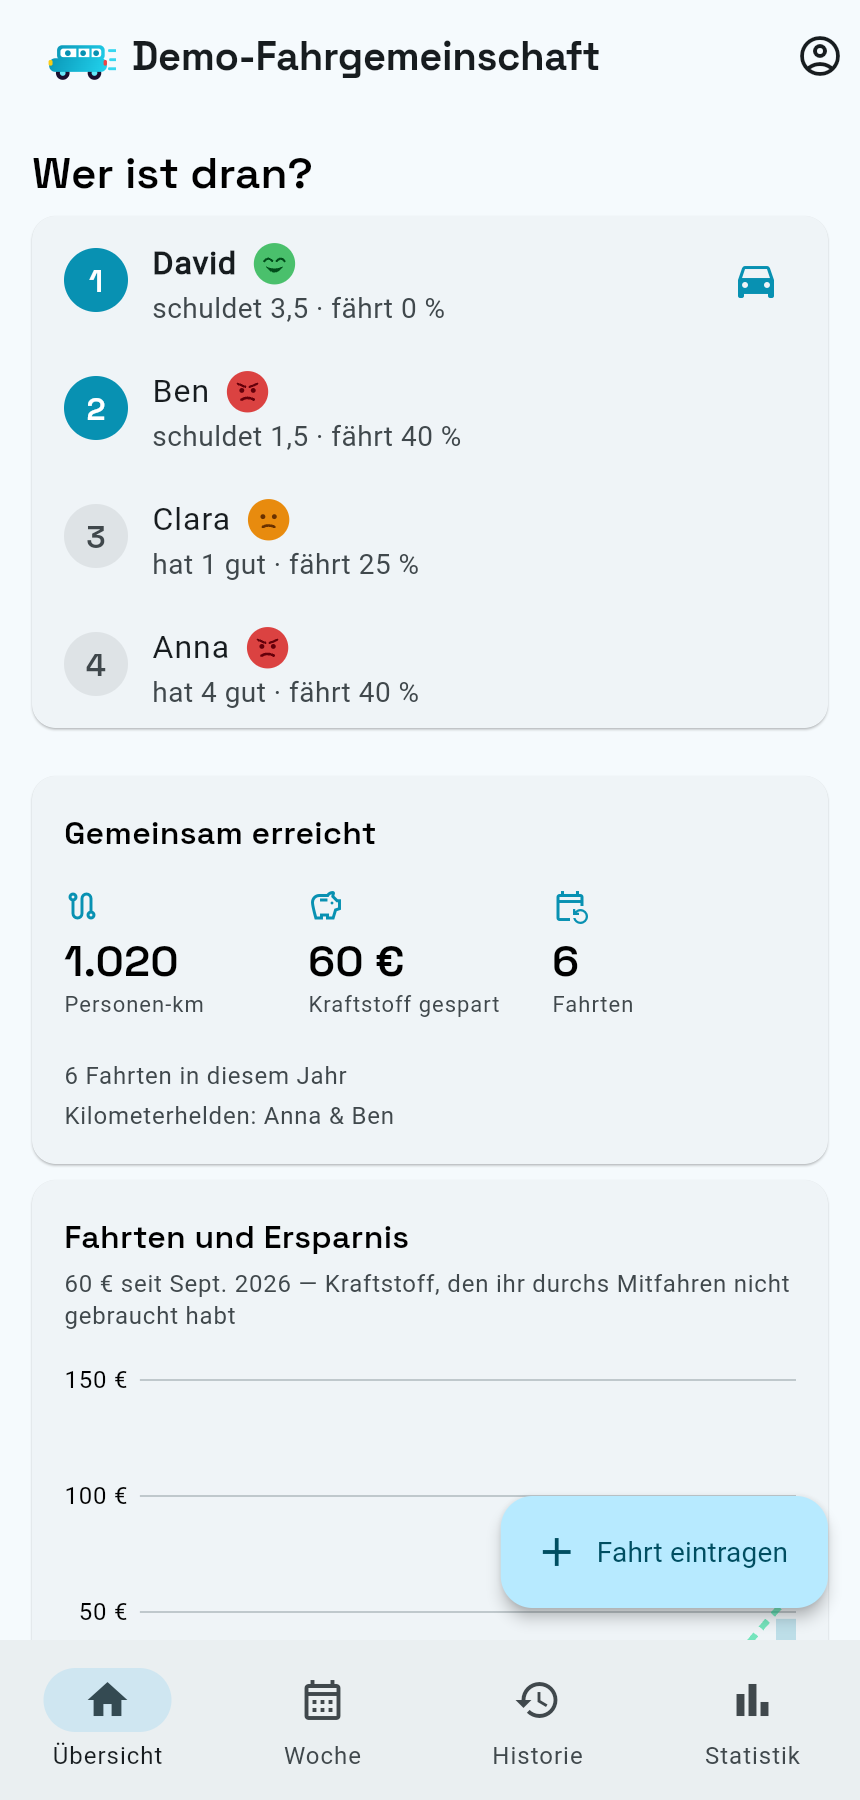 Demo-Fahrgemeinschaft
Wer ist dran?
1
David
schuldet 3,5 · fährt 0 %
2
Ben
schuldet 1,5 · fährt 40 %
3
Clara
hat 1 gut · fährt 25 %
4
Anna
hat 4 gut · fährt 40 %
Gemeinsam erreicht
1.020
Personen-km
60 €
Kraftstoff gespart
6
Fahrten
6 Fahrten in diesem Jahr
Kilometerhelden: Anna & Ben
Fahrten und Ersparnis
60 € seit Sept. 2026 — Kraftstoff, den ihr durchs Mitfahren nicht
gebraucht habt
150 €
100 €
Fahrt eintragen
50 €
Übersicht
Woche
Historie
Statistik